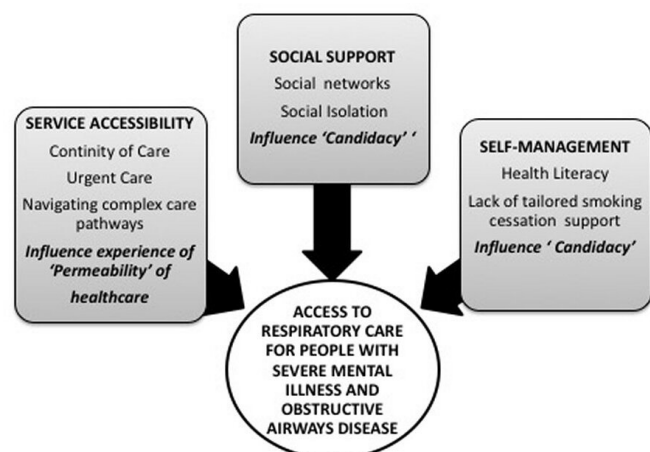 SERVICE ACCESSIBILITY
Continity of Care
Urgent Care
Navigating complex care
pathways
Influence experience of
‘Permeability’ of
healthcare
SOCIAL SUPPORT
Social networks
Social Isolation
Influence ‘Candidacy’ ‘
SELF-MANAGEMENT
Health Literacy
Lack of tailored smoking
cessation support
Influence ‘ Candidacy’
ACCESS TO
RESPIRATORY CARE
FOR PEOPLE WITH
SEVERE MENTAL
ILLNESS AND
OBSTRUCTIVE
AIRWAYS DISEASE